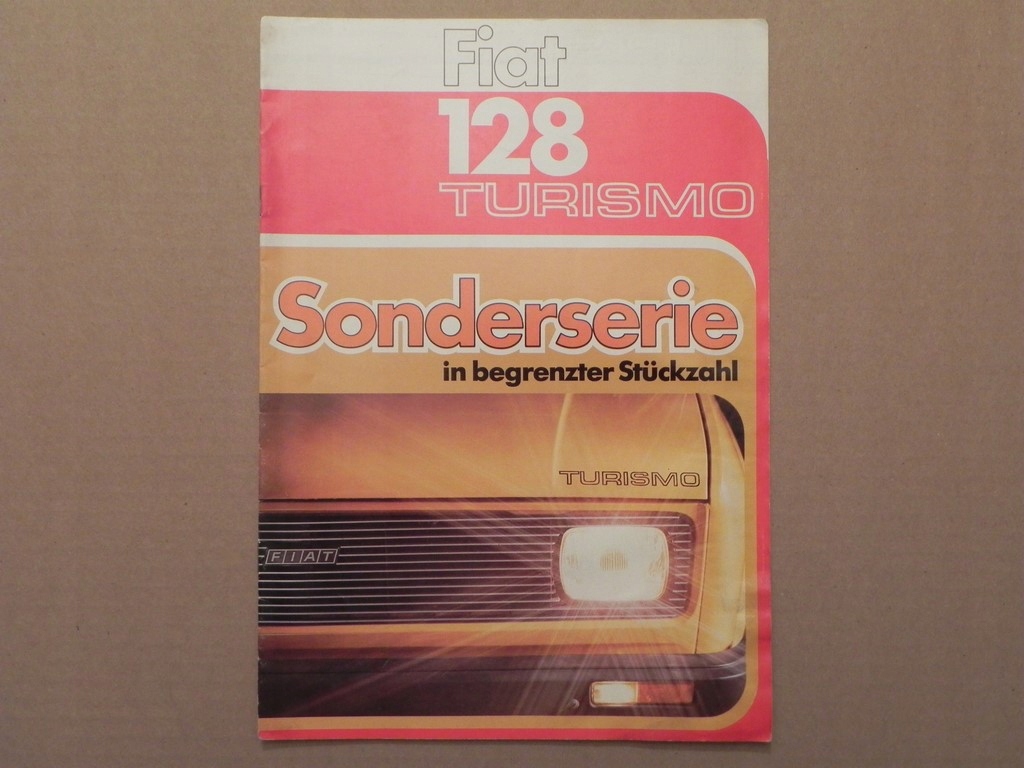 Fiat
128
TURISMO
Sonderserie
in begrenzter Stückzahl
TURISMO
FIAT